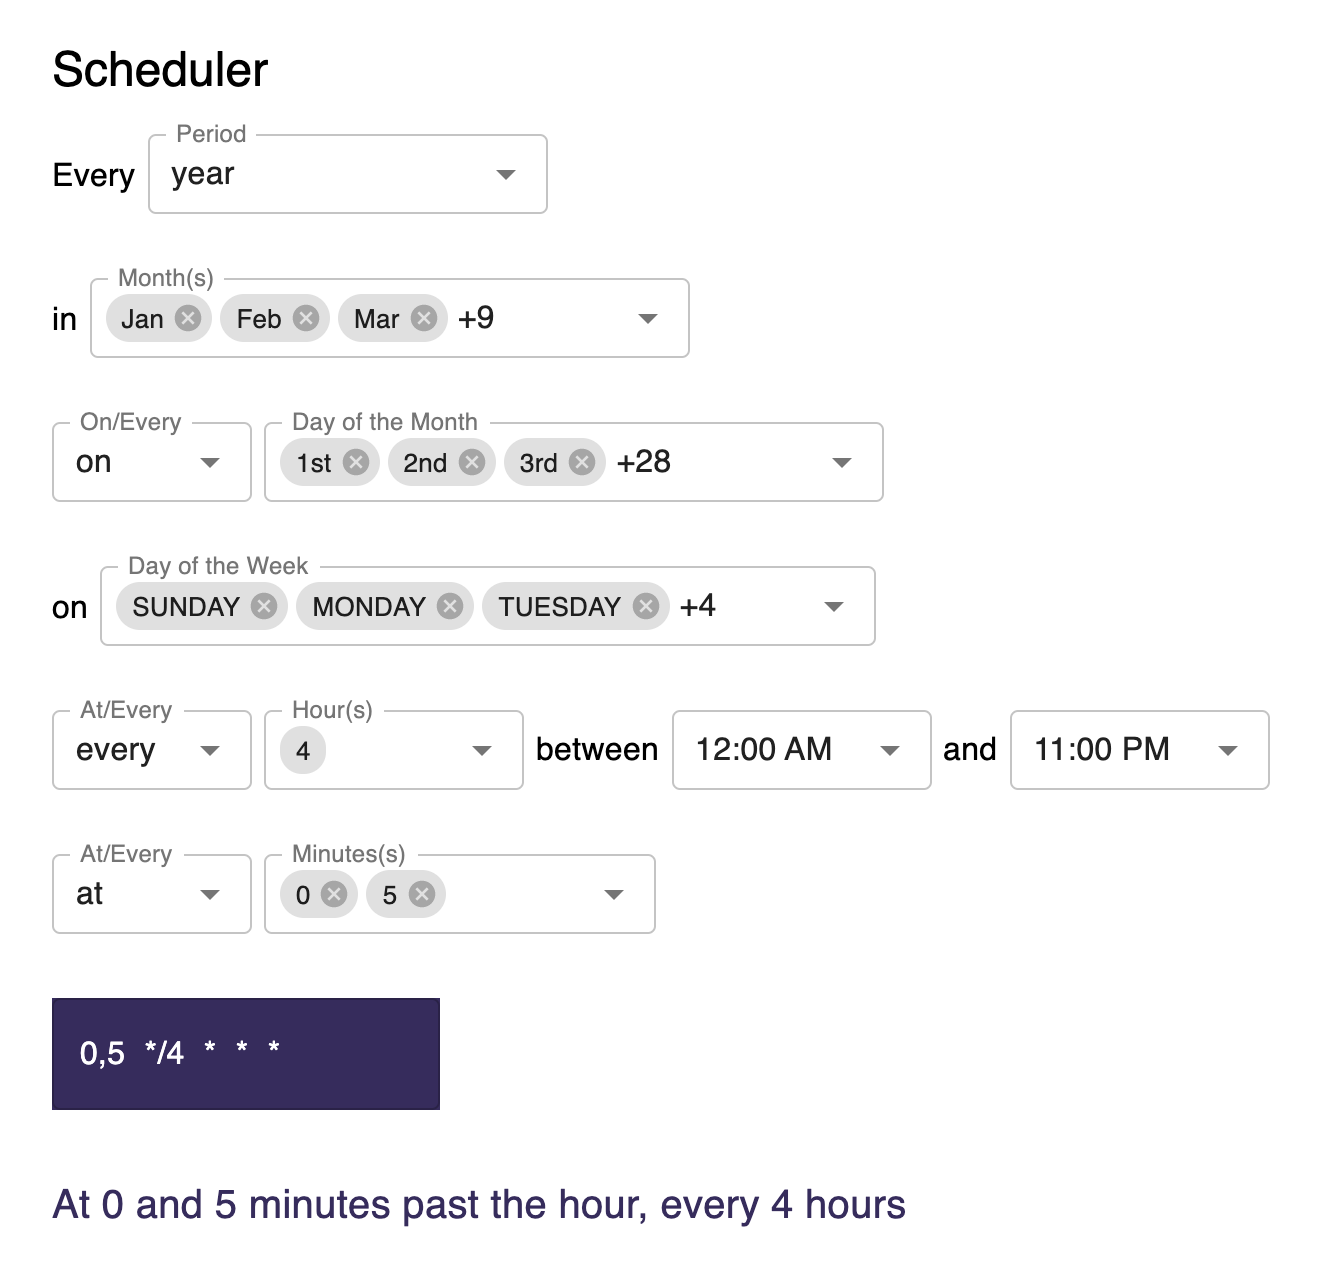 Scheduler
Period
Every year
Month(s)
in Jan Feb Mar +9
On/Every Day of the Month
on 1st 2nd 3rd +28
Day of the Week
on SUNDAY MONDAY TUESDAY +4
At/Every Hour(s)
every 4 between 12:00 AM and 11:00 PM
At/Every Minutes(s)
at 0 5
0,5 */4 * * *
At 0 and 5 minutes past the hour, every 4 hours